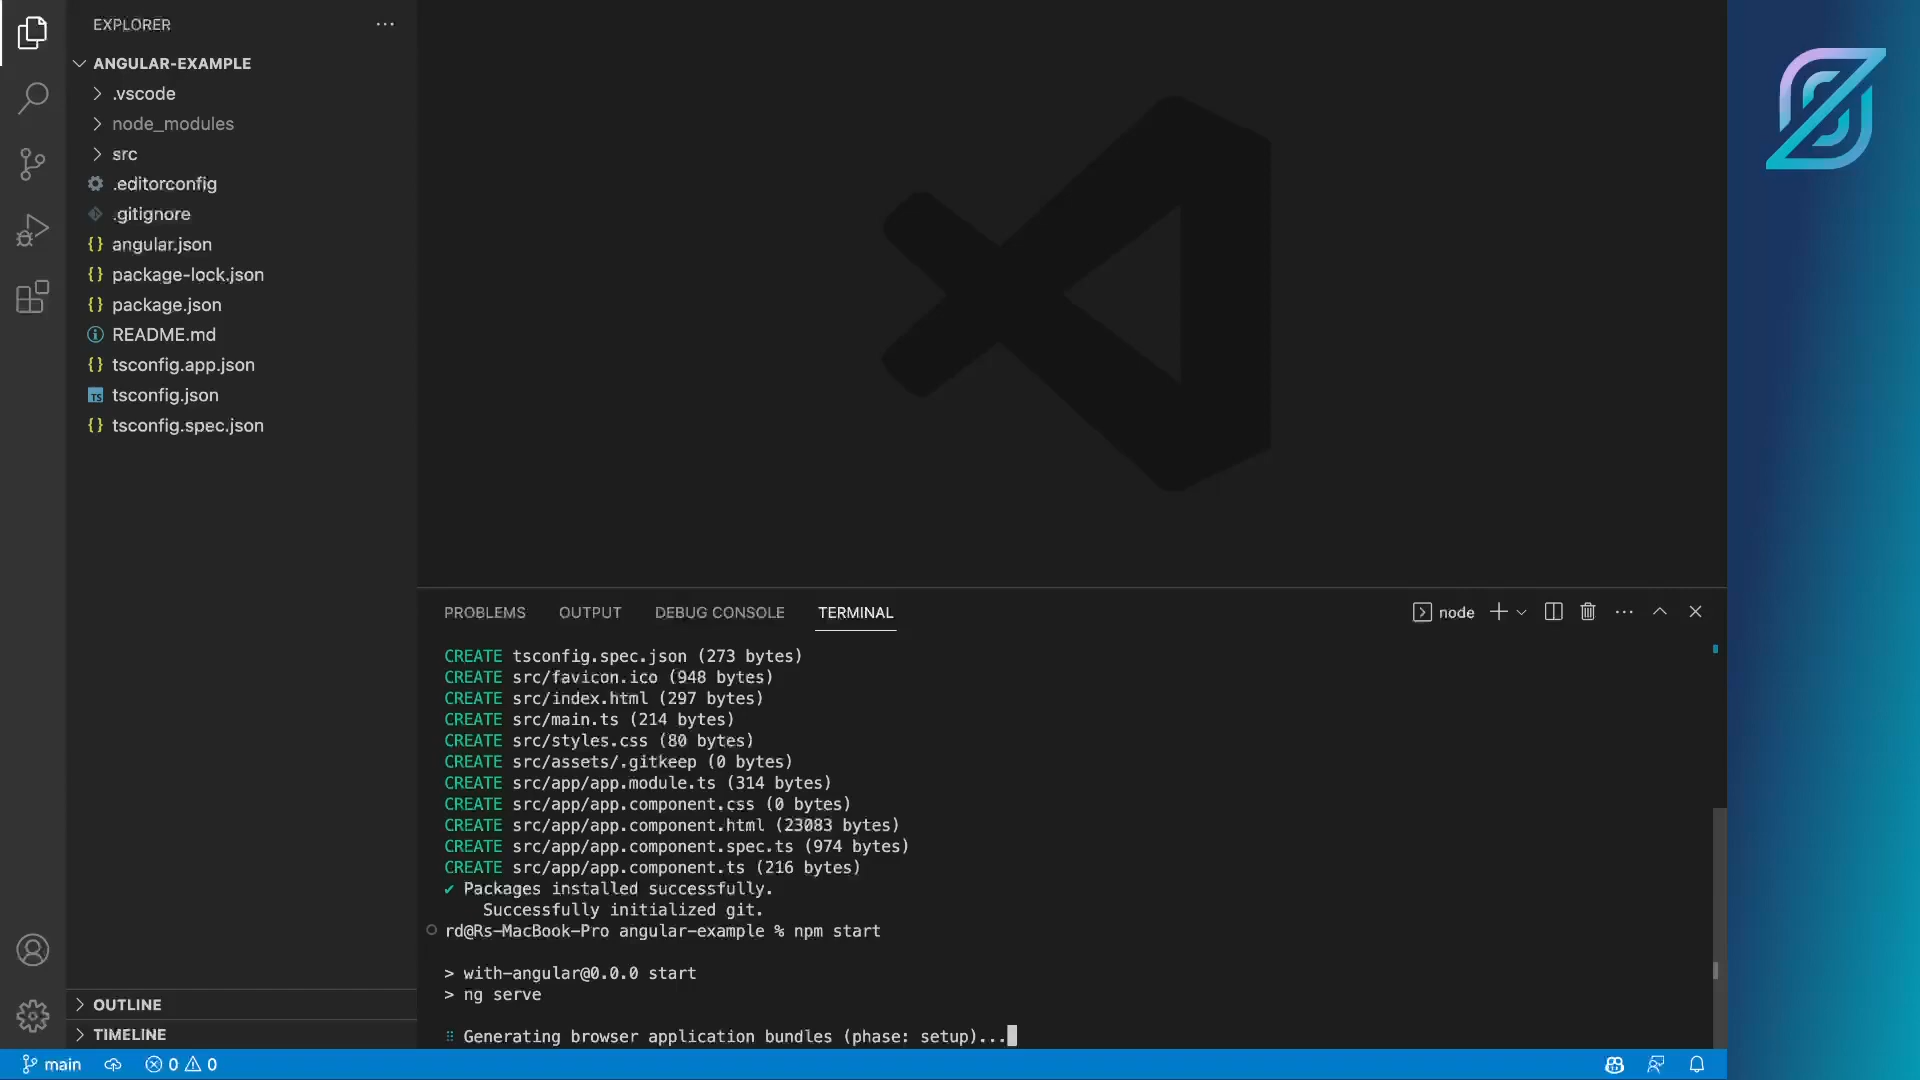 EXPLORER
ANGULAR-EXAMPLE
.vscode
node_modules
src
.editorconfig
.gitignore
angular.json
package-lock.json
package.json
README.md
tsconfig.app.json
tsconfig.json
tsconfig.spec.json
OUTLINE
TIMELINE
PROBLEMS OUTPUT DEBUG CONSOLE TERMINAL node
CREATE tsconfig.spec.json (273 bytes)
CREATE src/favicon.ico (948 bytes)
CREATE src/index.html (297 bytes)
CREATE src/main.ts (214 bytes)
CREATE src/styles.css (80 bytes)
CREATE src/assets/.gitkeep (0 bytes)
CREATE src/app/app.module.ts (314 bytes)
CREATE src/app/app.component.css (0 bytes)
CREATE src/app/app.component.html (23083 bytes)
CREATE src/app/app.component.spec.ts (974 bytes)
CREATE src/app/app.component.ts (216 bytes)
✔ Packages installed successfully.
Successfully initialized git.
rd@Rs-MacBook-Pro angular-example % npm start
> with-angular@0.0.0 start
> ng serve
Generating browser application bundles (phase: setup)...
main 0 0